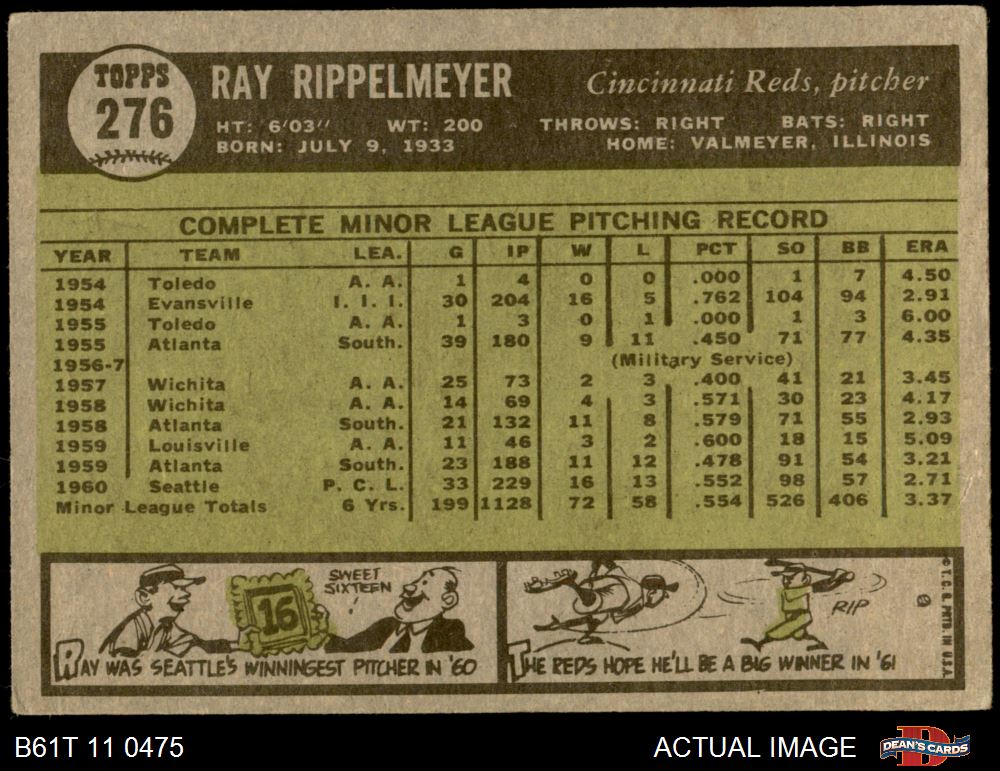 TOPPS
276
RAY RIPPELMEYER
Cincinnati Reds, pitcher
HT: 6'03" WT: 200 THROWS: RIGHT BATS: RIGHT
BORN: JULY 9, 1933 HOME: VALMEYER, ILLINOIS
COMPLETE MINOR LEAGUE PITCHING RECORD
YEAR TEAM LEA. G IP W L PCT SO BB ERA
1954 Toledo A. A. 1 4 0 0 .000 1 7 4.50
1954 Evansville I. I. I. 30 204 16 5 .762 104 94 2.91
1955 Toledo A. A. 1 3 0 1 .000 1 3 6.00
1955 Atlanta South. 39 180 9 11 .450 71 77 4.35
1956-7 (Military Service)
1957 Wichita A. A. 25 73 2 3 .400 41 21 3.45
1958 Wichita A. A. 14 69 4 3 .571 30 23 4.17
1958 Atlanta South. 21 132 11 8 .579 71 55 2.93
1959 Louisville A. A. 11 46 3 2 .600 18 15 5.09
1959 Atlanta South. 23 188 11 12 .478 91 54 3.21
1960 Seattle P. C. L. 33 229 16 13 .552 98 57 2.71
Minor League Totals 6 Yrs. 199 1128 72 58 .554 526 406 3.37
SWEET
SIXTEEN
16
RAY WAS SEATTLE'S WINNINGEST PITCHER IN '60
RIP
THE REDS HOPE HE'LL BE A BIG WINNER IN '61
© T. C. G. PRTD. IN U.S.A.
B61T 11 0475
ACTUAL IMAGE
DEAN'S CARDS